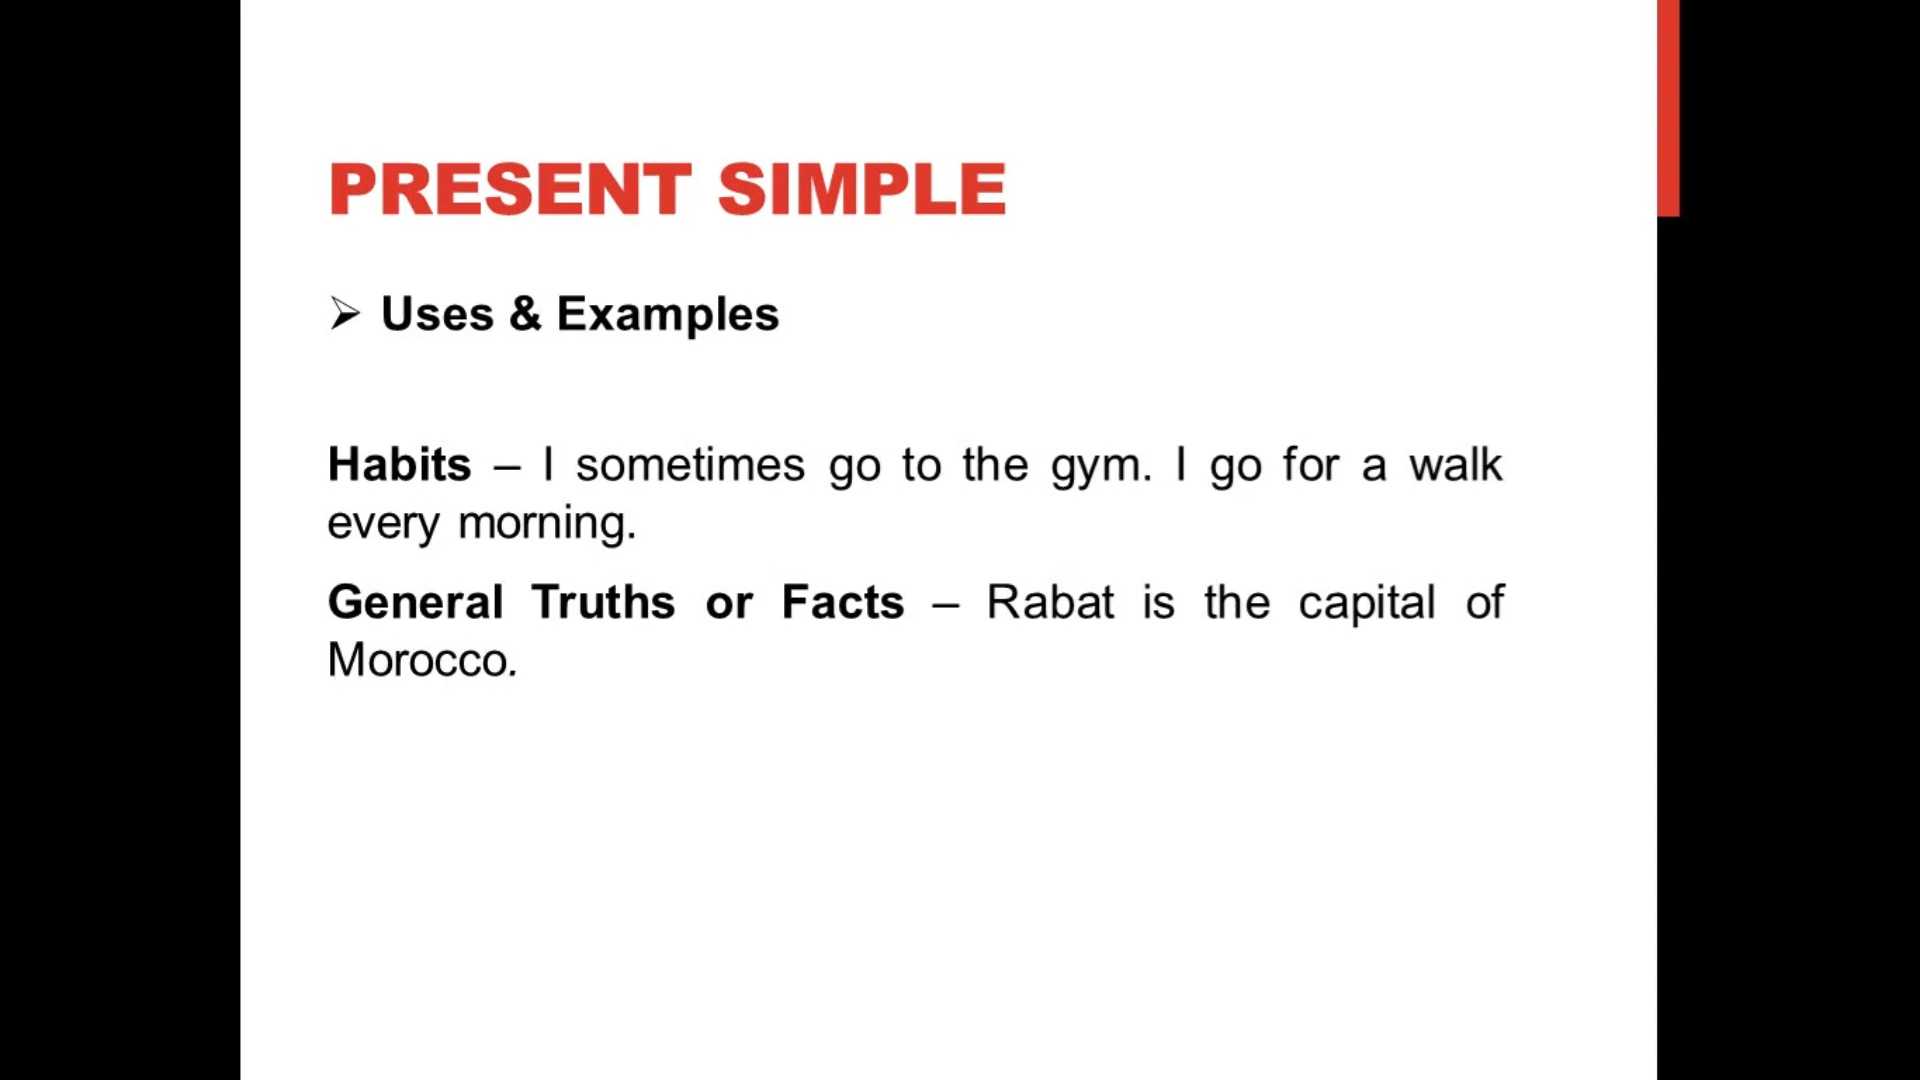 PRESENT SIMPLE
➢ Uses & Examples
Habits – I sometimes go to the gym. I go for a walk
every morning.
General Truths or Facts – Rabat is the capital of
Morocco.